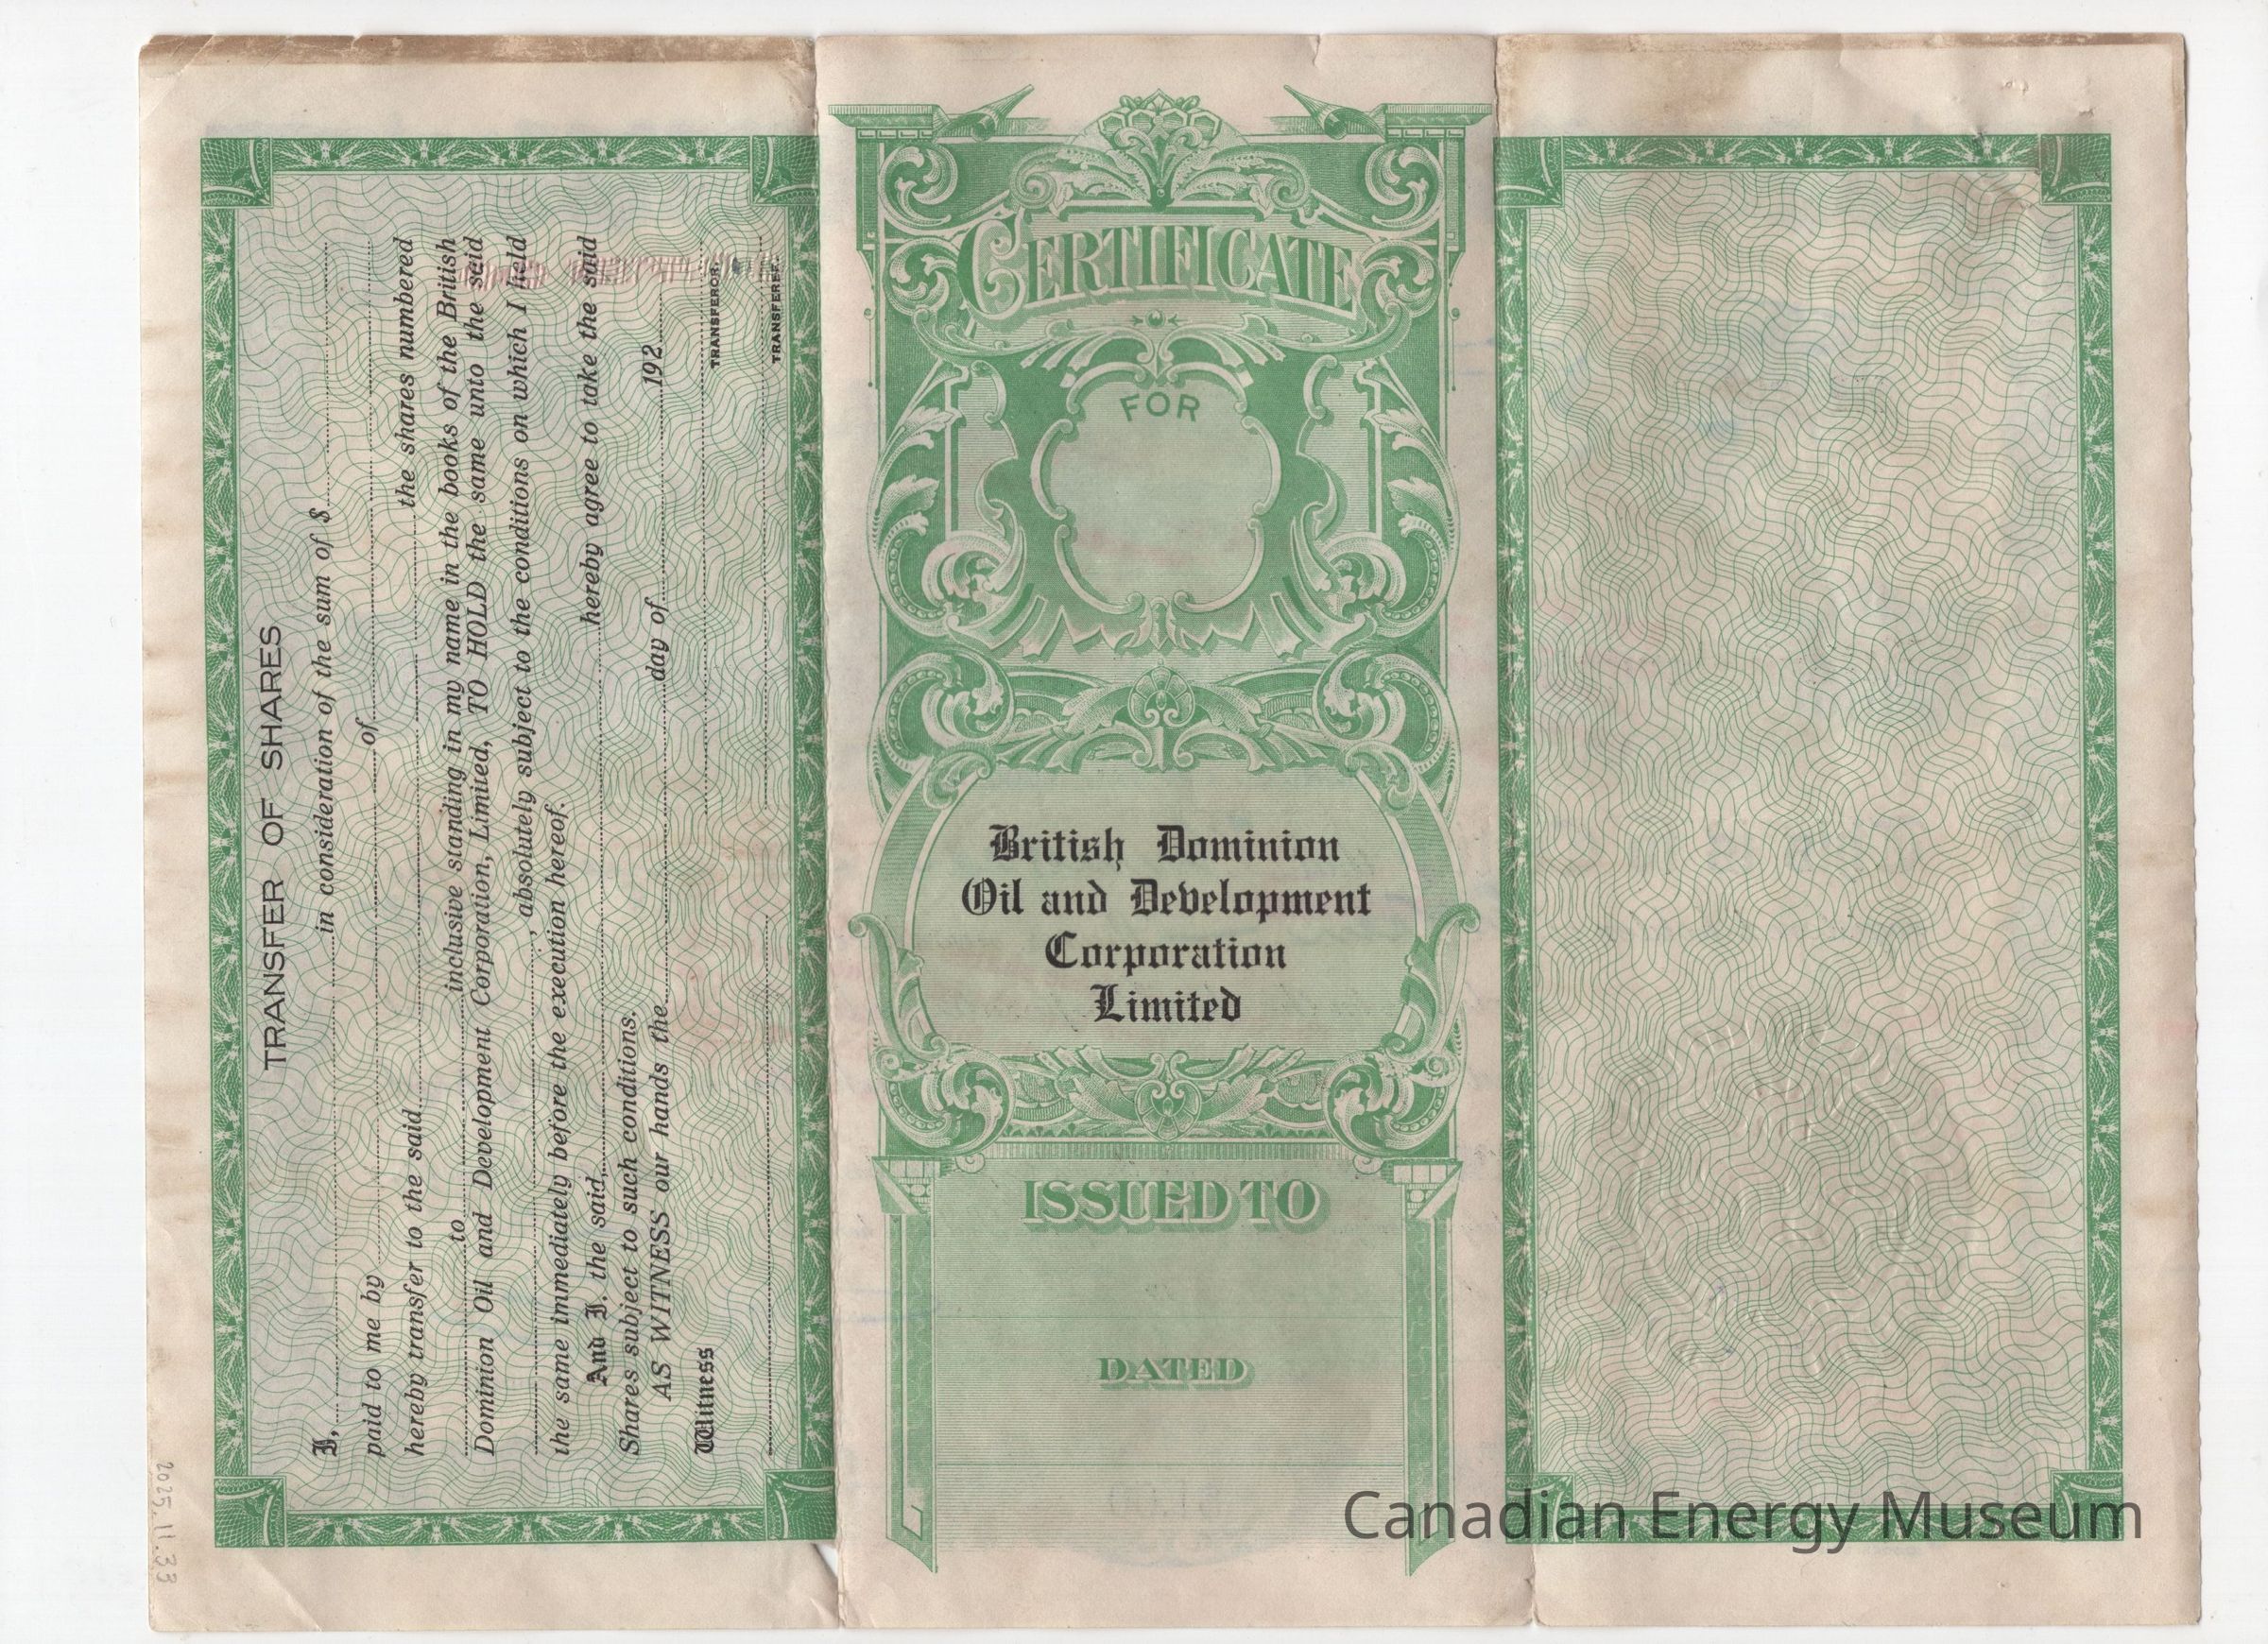 TRANSFER OF SHARES
I, in consideration of the sum of $
paid to me by of
hereby transfer to the said the shares numbered
to inclusive standing in my name in the books of the British
Dominion Oil and Development Corporation, Limited, TO HOLD the same unto the said
, absolutely subject to the conditions on which I held
the same immediately before the execution hereof.
And I, the said, hereby agree to take the said
Shares subject to such conditions.
AS WITNESS our hands the day of 192
Witness
TRANSFEROR.
TRANSFEREE.
2025.11.33
CERTIFICATE
FOR
British Dominion
Oil and Development
Corporation
Limited
ISSUED TO
DATED
Canadian Energy Museum